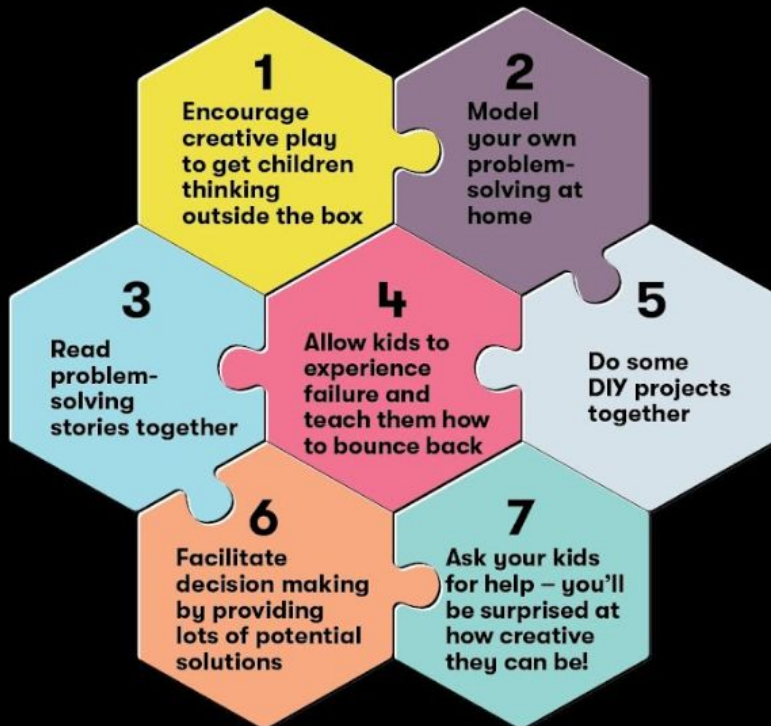 1
Encourage
creative play
to get children
thinking
outside the box
2
Model
your own
problem-
solving at
home
3
Read
problem-
solving
stories together
4
Allow kids to
experience
failure and
teach them how
to bounce back
5
Do some
DIY projects
together
6
Facilitate
decision making
by providing
lots of potential
solutions
7
Ask your kids
for help – you'll
be surprised at
how creative
they can be!